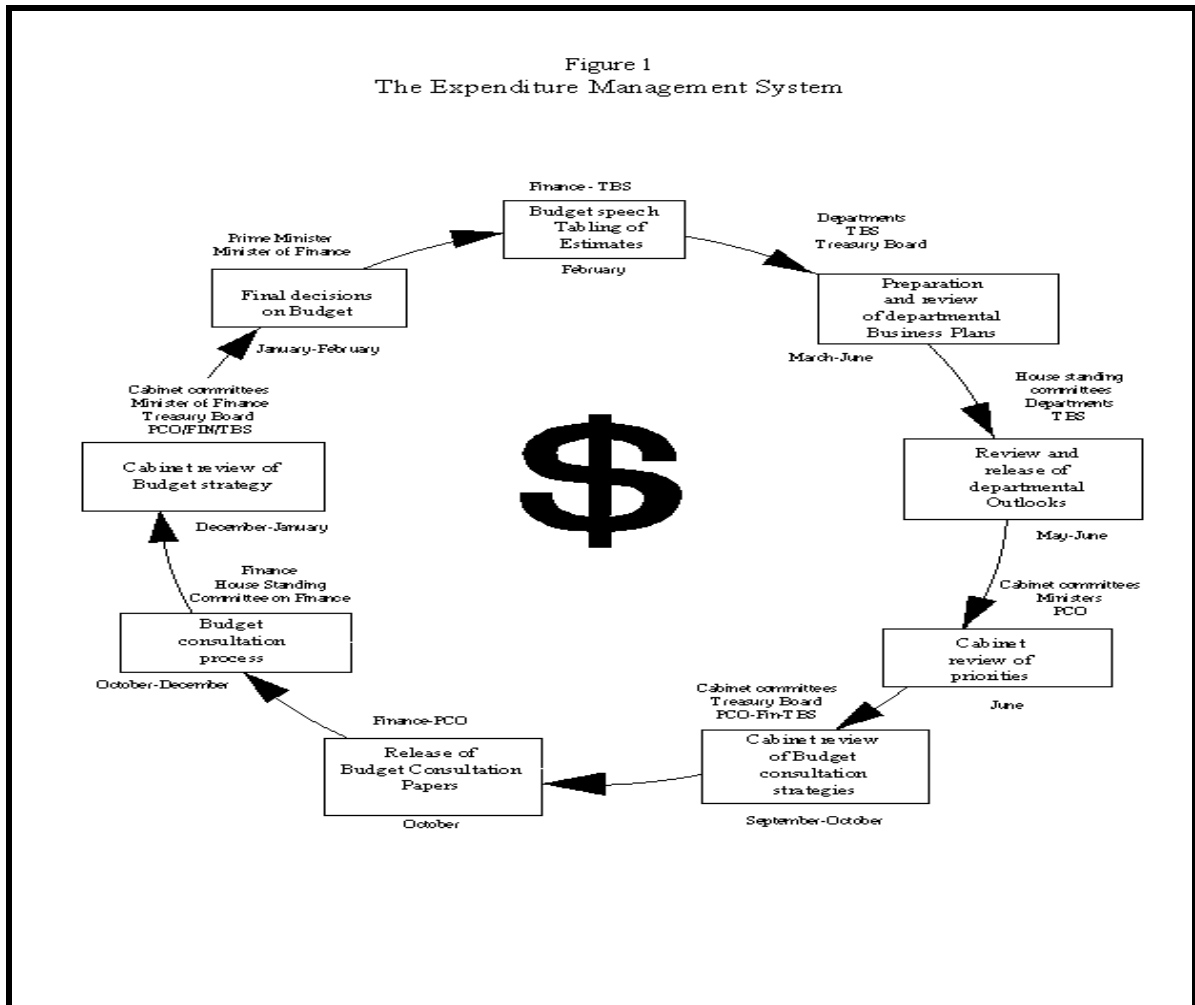 Figure 1
The Expenditure Management System
Finance - TBS
Budget speech
Tabling of
Estimates
February
Departments
TBS
Treasury Board
Preparation
and review
of departmental
Business Plans
March-June
House standing
committees
Departments
TBS
Review and
release of
departmental
Outlooks
May-June
Cabinet committees
Ministers
PCO
Cabinet
review of
priorities
June
Cabinet committees
Treasury Board
PCO-Fin-TBS
Cabinet review
of Budget
consultation
strategies
September-October
Finance-PCO
Release of
Budget Consultation
Papers
October
Finance
House Standing
Committee on Finance
Budget
consultation
process
October-December
Cabinet committees
Minister of Finance
Treasury Board
PCO/FIN/TBS
Cabinet review of
Budget strategy
December-January
Prime Minister
Minister of Finance
Final decisions
on Budget
January-February
$